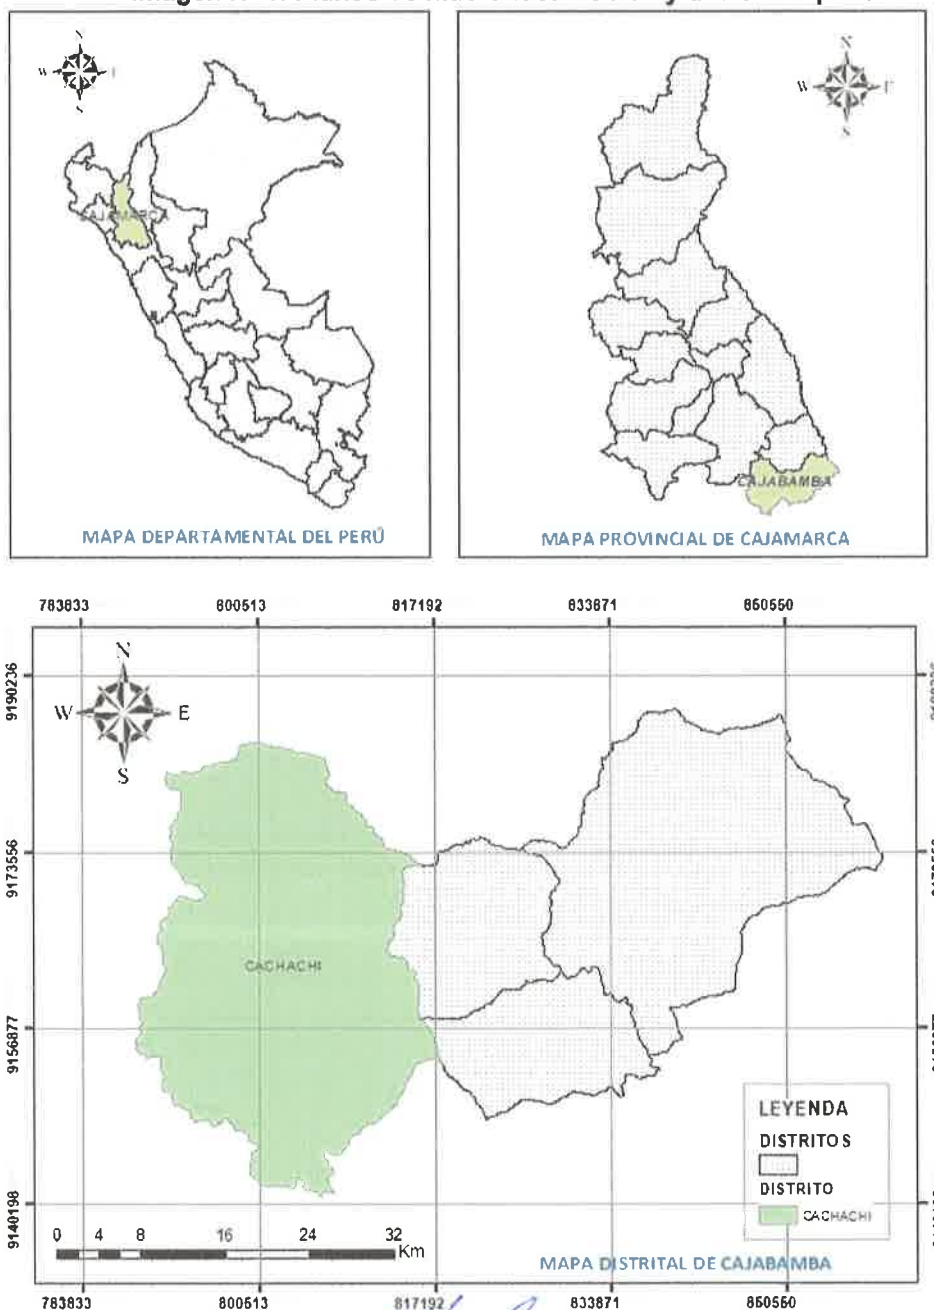 N
W
S
CAJAMARCA
MAPA DEPARTAMENTAL DEL PERÚ
N
W
S
CAJABAMBA
MAPA PROVINCIAL DE CAJAMARCA
783833 800513 817192 833871 850550
9190236
9173556
9156877
9140198
N
W E
S
CACHACHI
LEYENDA
DISTRITOS
DISTRITO
CACHACHI
0 4 8 16 24 32
Km
MAPA DISTRITAL DE CAJABAMBA
783833 800513 817192 833871 850550